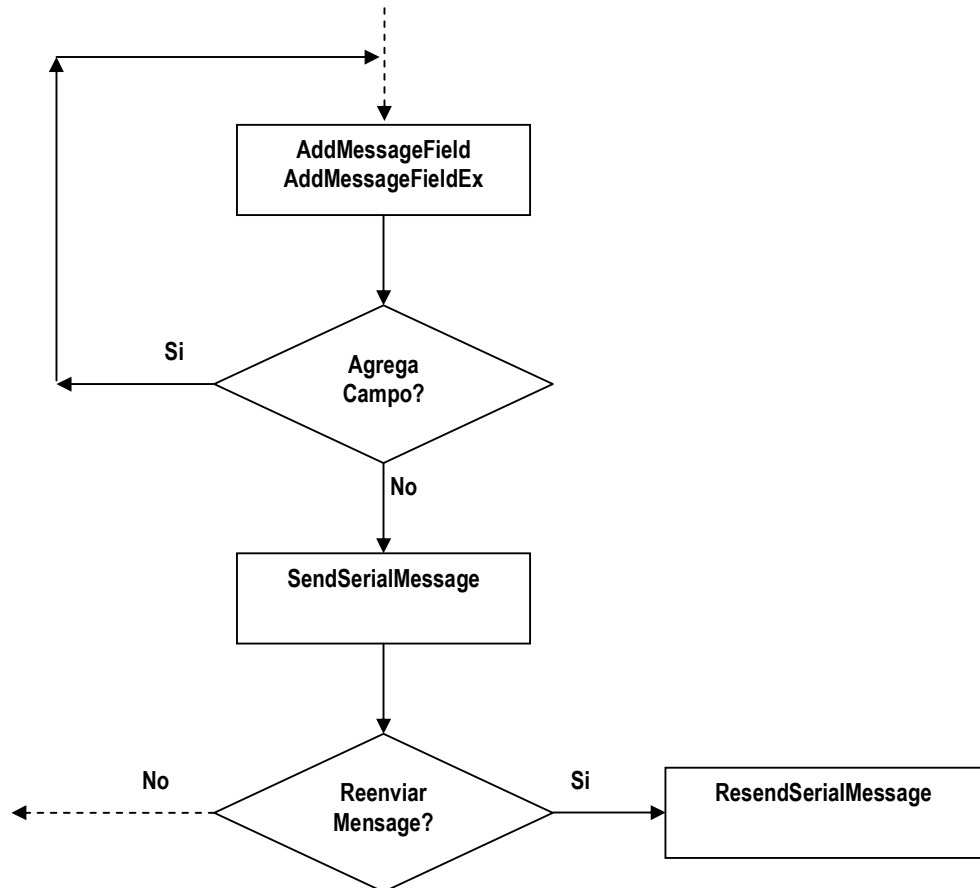 AddMessageField
AddMessageFieldEx
Si
Agrega
Campo?
No
SendSerialMessage
No
Reenviar
Mensage?
Si
ResendSerialMessage